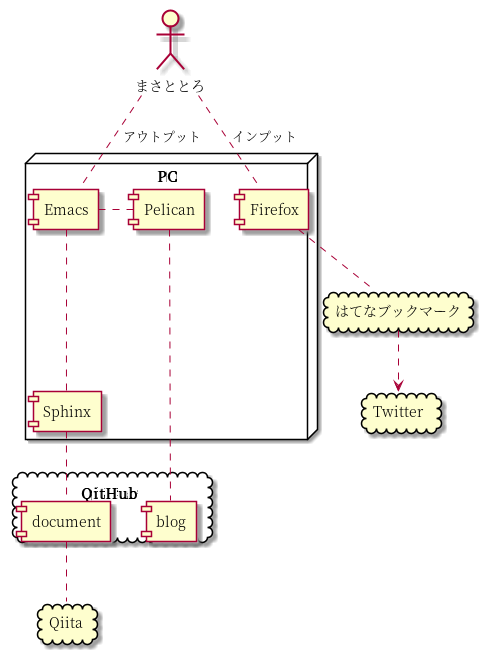 まさととろ
アウトプット
インプット
PC
Emacs
Pelican
Firefox
はてなブックマーク
Sphinx
Twitter
GitHub
document
blog
Qiita